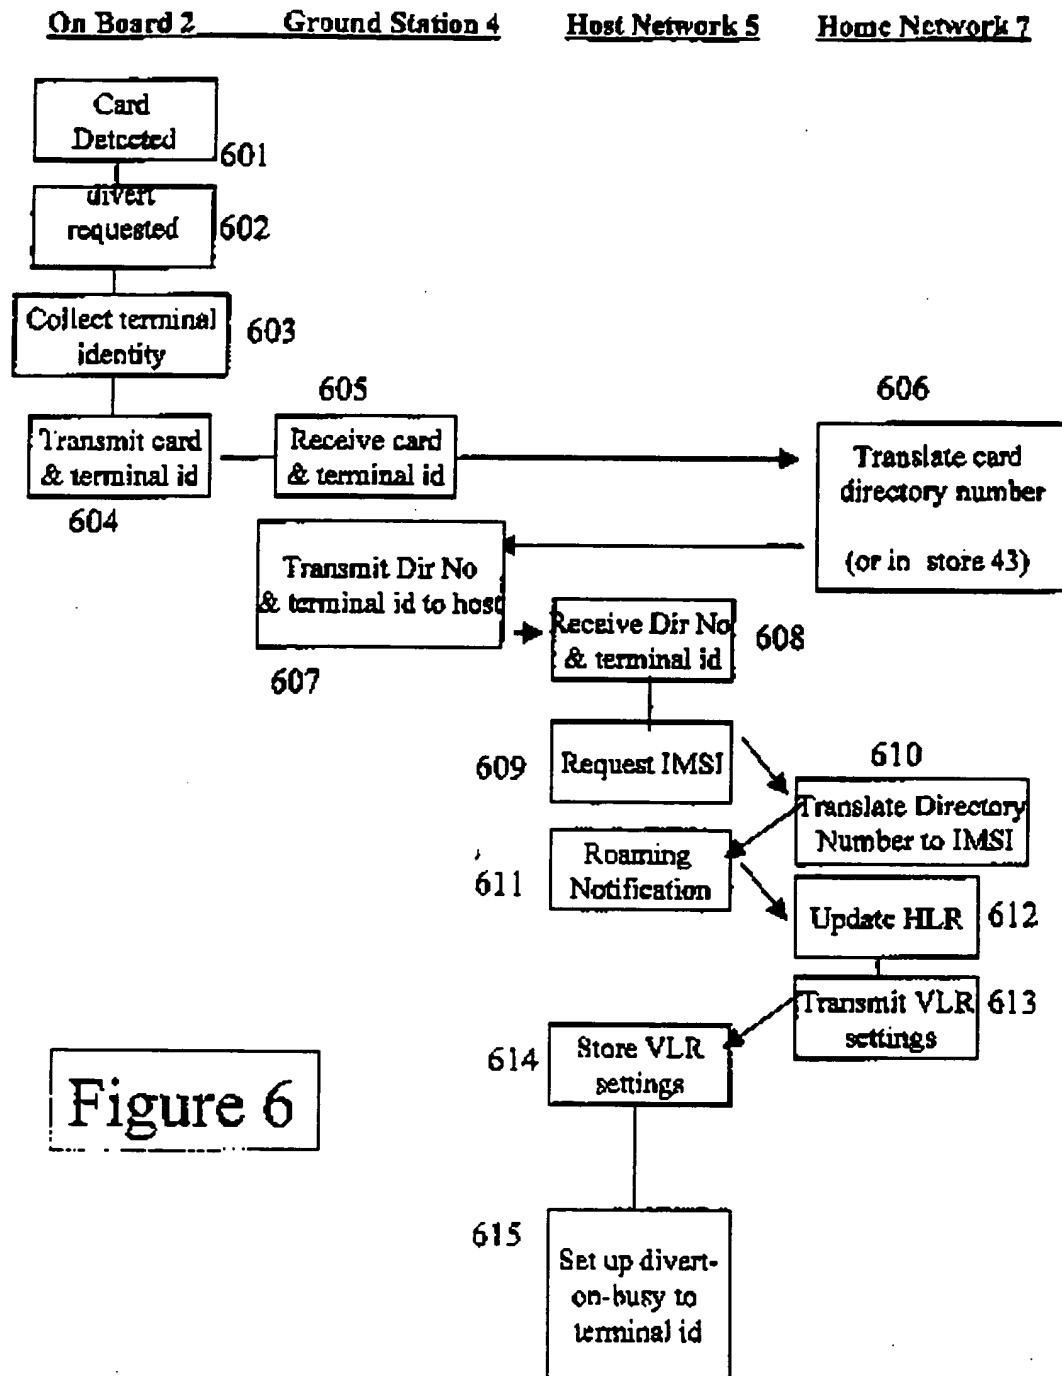 On Board 2 Ground Station 4 Host Network 5 Home Network 7
Card
Detected
601
divert
requested
602
Collect terminal
identity
603
605
606
Transmit card
& terminal id
604
Receive card
& terminal id
Translate card
directory number
(or in store 43)
Transmit Dir No
& terminal id to host
607
Receive Dir No
& terminal id
608
609
Request IMSI
610
Translate Directory
Number to IMSI
611
Roaming
Notification
Update HLR
612
Transmit VLR
settings
613
614
Store VLR
settings
Figure 6
615
Set up divert-
on-busy to
terminal id